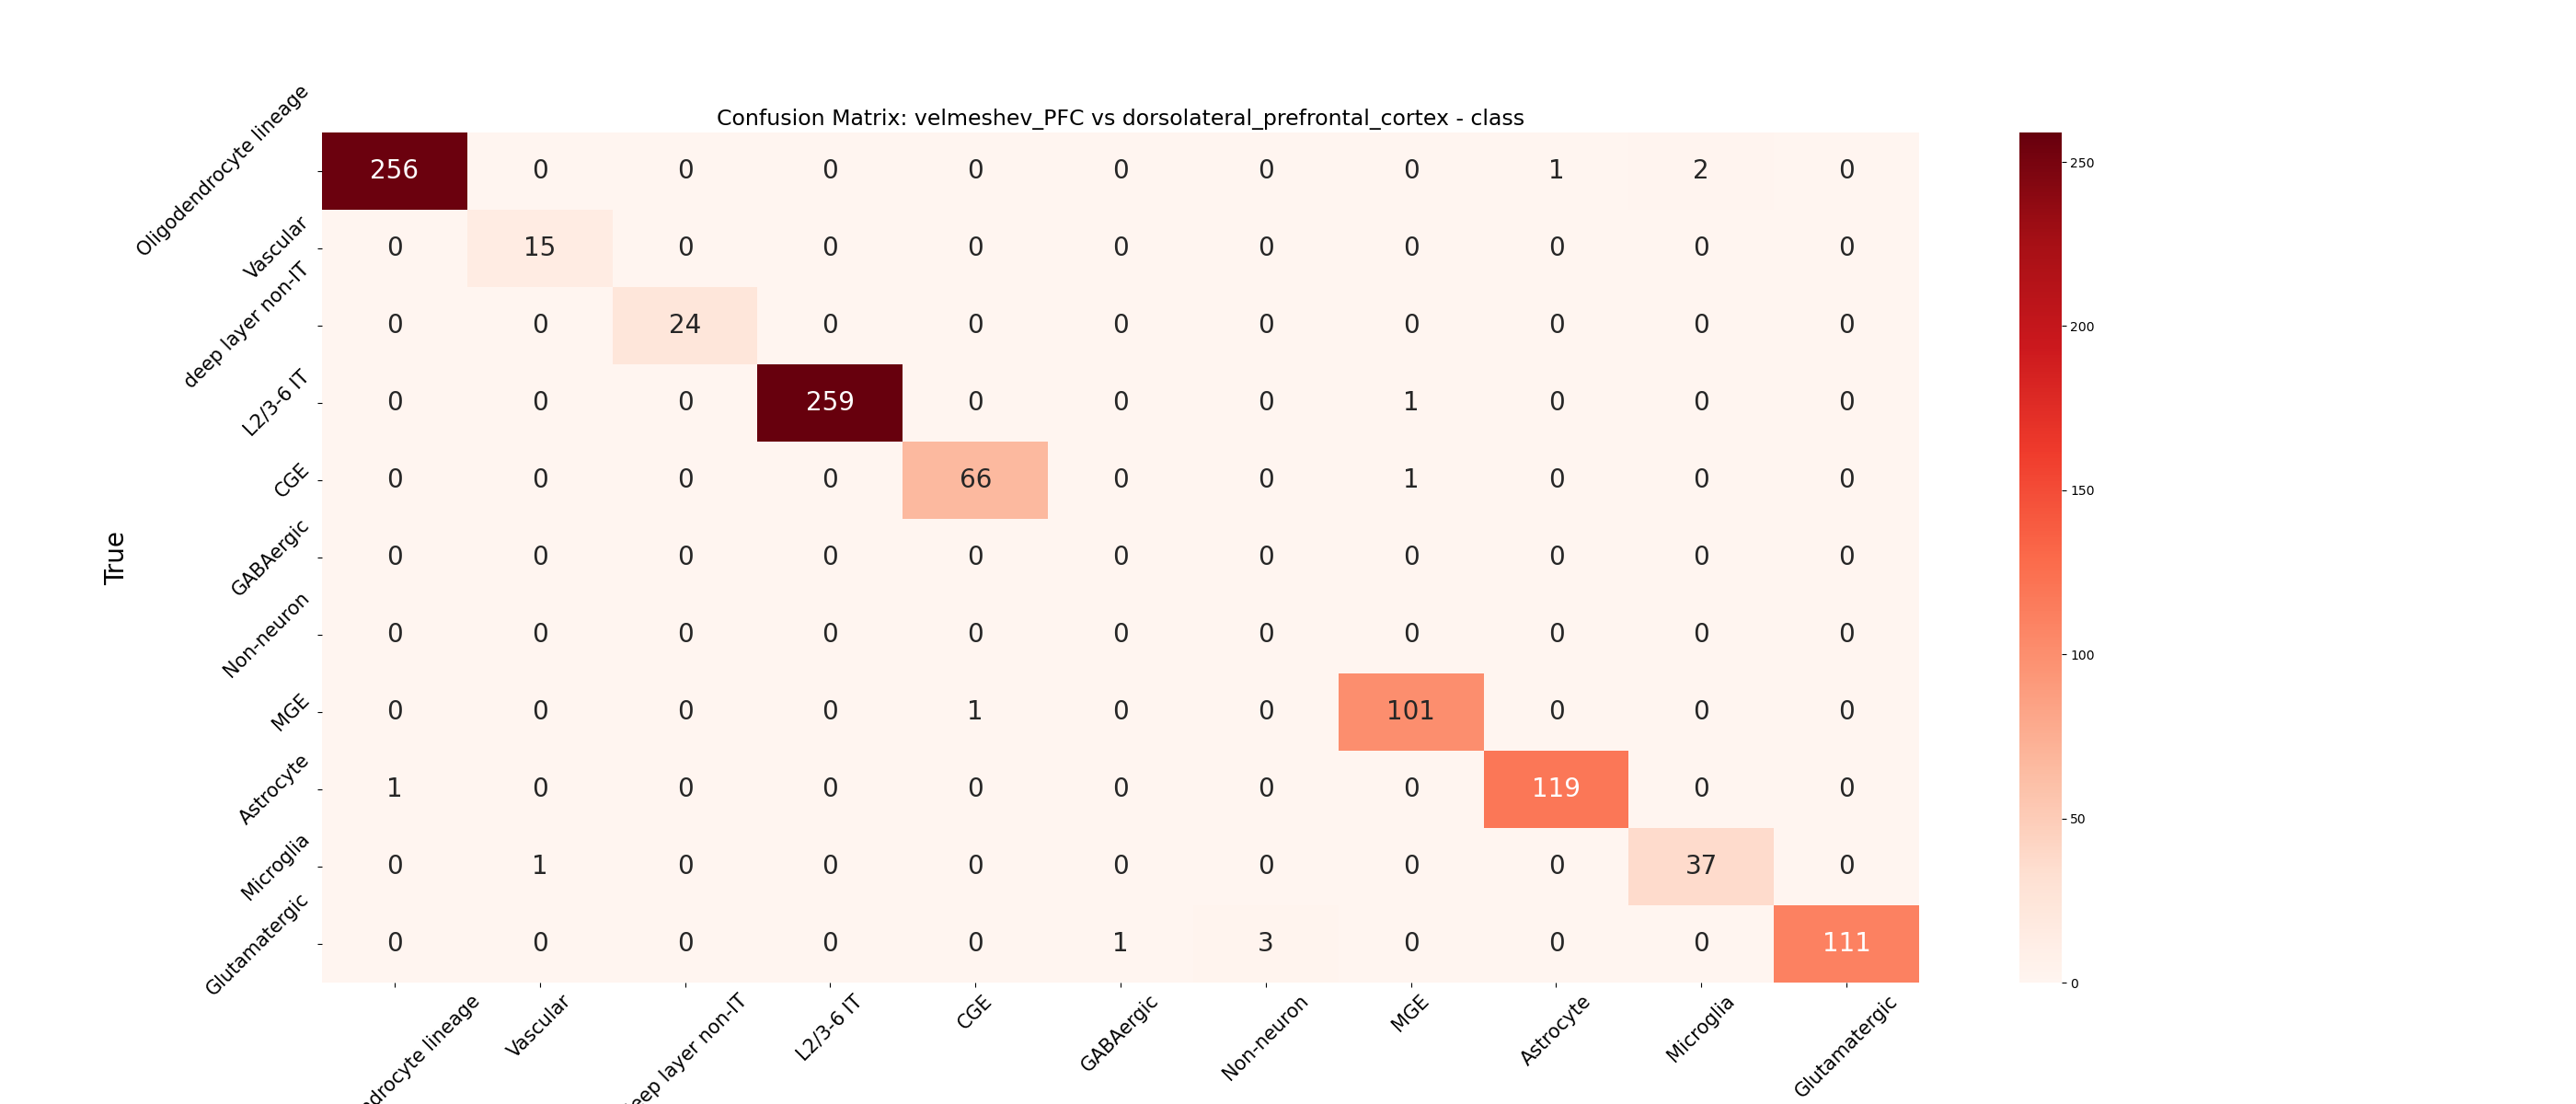 Confusion Matrix: velmeshev_PFC vs dorsolateral_prefrontal_cortex - class
Oligodendrocyte lineage 256 0 0 0 0 0 0 0 1 2 0
Vascular 0 15 0 0 0 0 0 0 0 0 0
deep layer non-IT 0 0 24 0 0 0 0 0 0 0 0
L2/3-6 IT 0 0 0 259 0 0 0 1 0 0 0
CGE 0 0 0 0 66 0 0 1 0 0 0
GABAergic 0 0 0 0 0 0 0 0 0 0 0
Non-neuron 0 0 0 0 0 0 0 0 0 0 0
MGE 0 0 0 0 1 0 0 101 0 0 0
Astrocyte 1 0 0 0 0 0 0 0 119 0 0
Microglia 0 1 0 0 0 0 0 0 0 37 0
Glutamatergic 0 0 0 0 0 1 3 0 0 0 111
True
lineage Vascular layer non-IT L2/3-6 IT CGE GABAergic Non-neuron MGE Astrocyte Microglia Glutamatergic
250
200
150
100
50
0